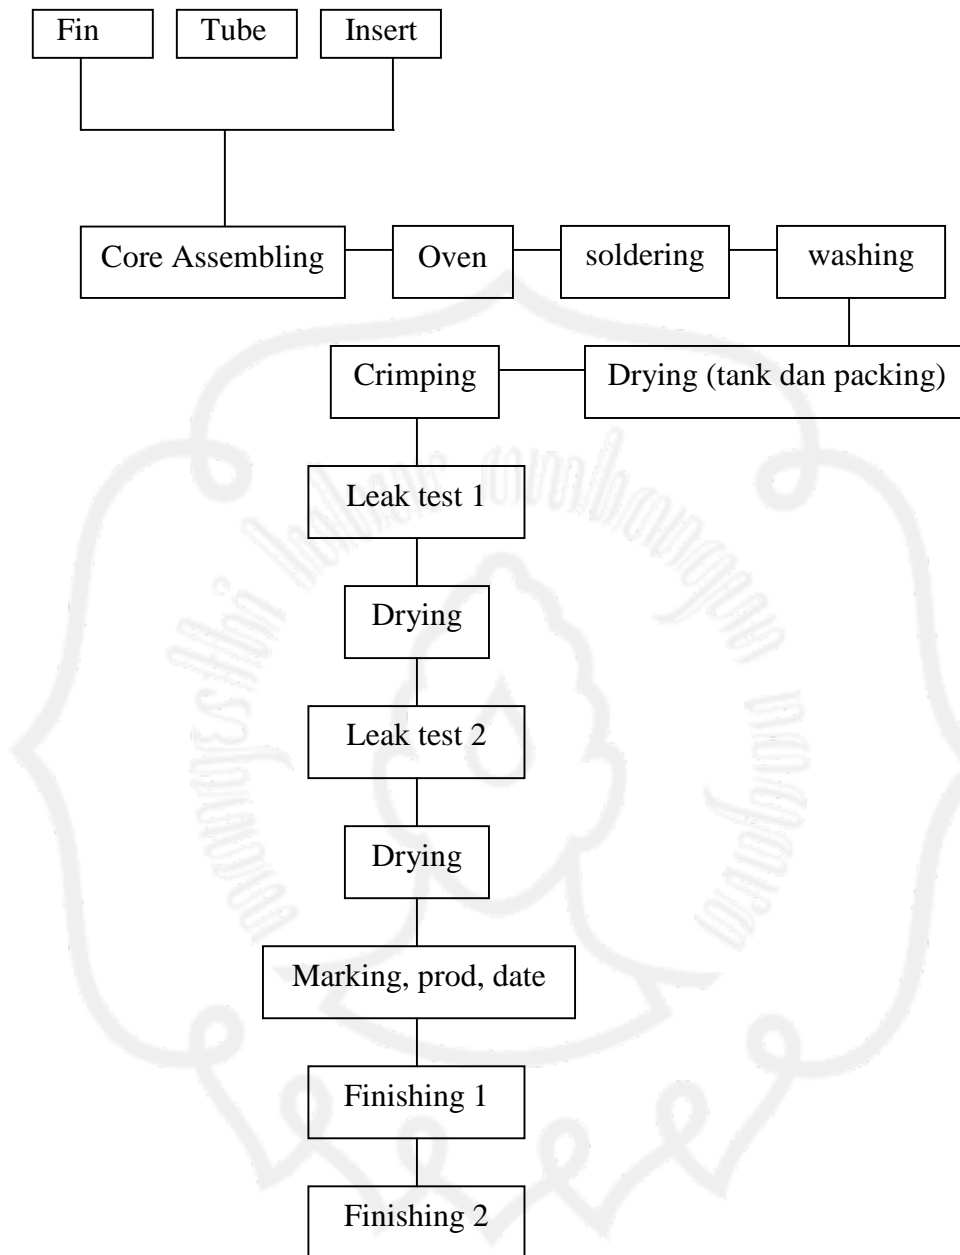 Fin
Tube
Insert
Core Assembling
Oven
soldering
washing
Crimping
Drying (tank dan packing)
Leak test 1
Drying
Leak test 2
Drying
Marking, prod, date
Finishing 1
Finishing 2